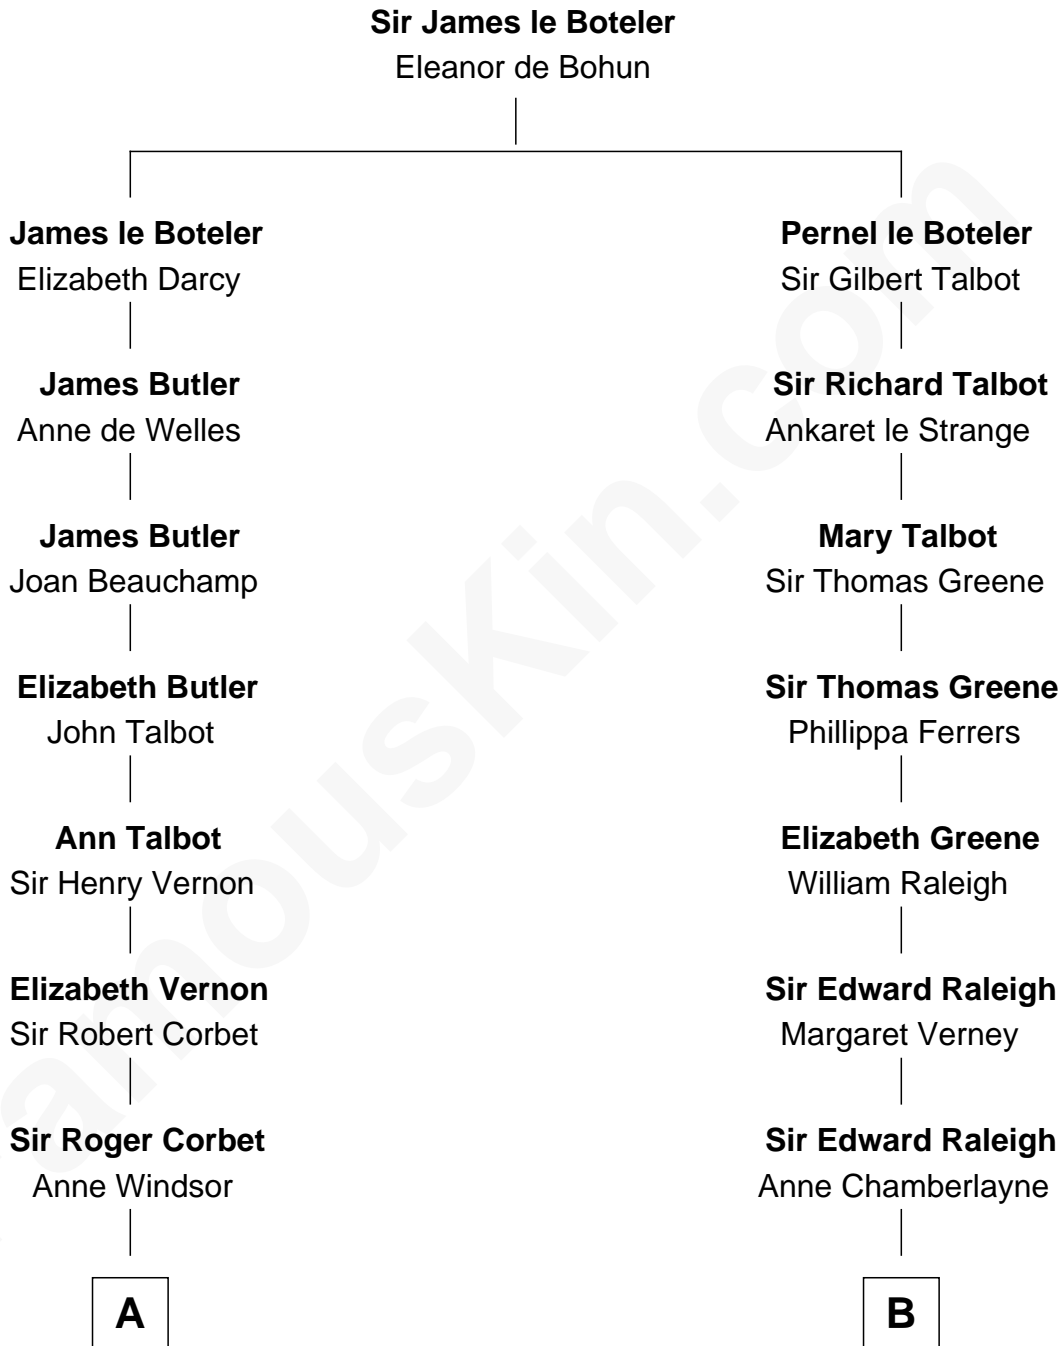 Sir James le Boteler
Eleanor de Bohun
James le Boteler
Elizabeth Darcy
Pernel le Boteler
Sir Gilbert Talbot
James Butler
Anne de Welles
Sir Richard Talbot
Ankaret le Strange
James Butler
Joan Beauchamp
Mary Talbot
Sir Thomas Greene
Elizabeth Butler
John Talbot
Sir Thomas Greene
Phillippa Ferrers
Ann Talbot
Sir Henry Vernon
Elizabeth Greene
William Raleigh
Elizabeth Vernon
Sir Robert Corbet
Sir Edward Raleigh
Margaret Verney
Sir Roger Corbet
Anne Windsor
Sir Edward Raleigh
Anne Chamberlayne
A
B
amousKin.com